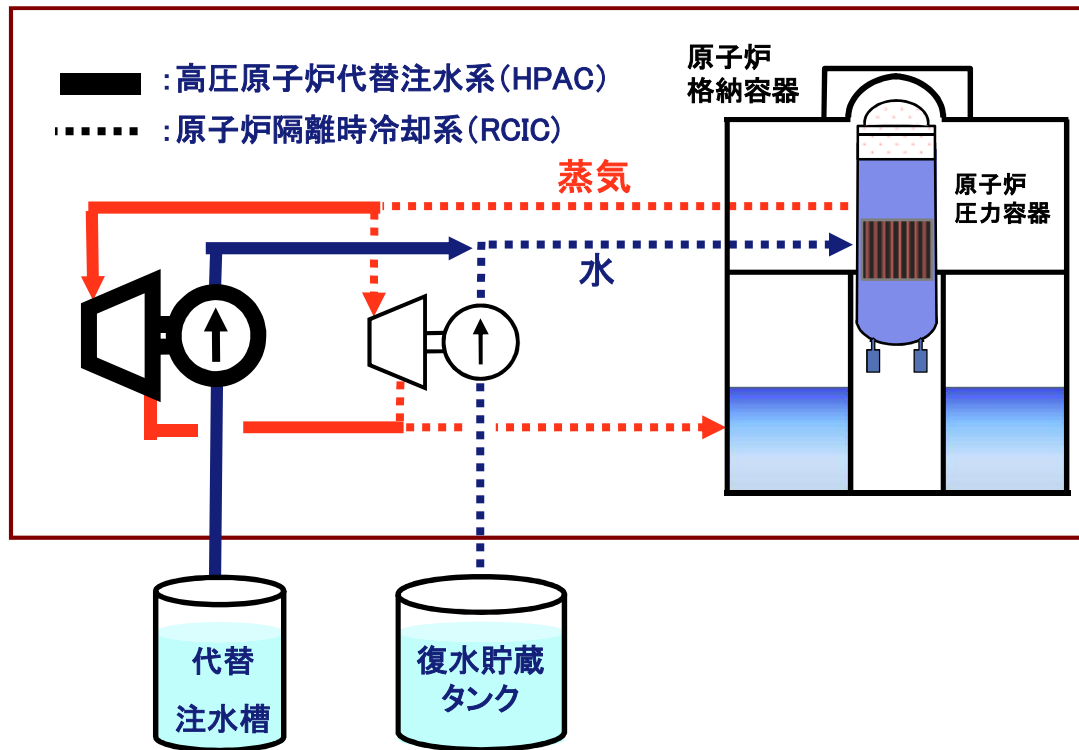 ：高圧原子炉代替注水系（HPAC）
：原子炉隔離時冷却系（RCIC）
原子炉
格納容器
蒸気
原子炉
圧力容器
水
代替
注水槽
復水貯蔵
タンク